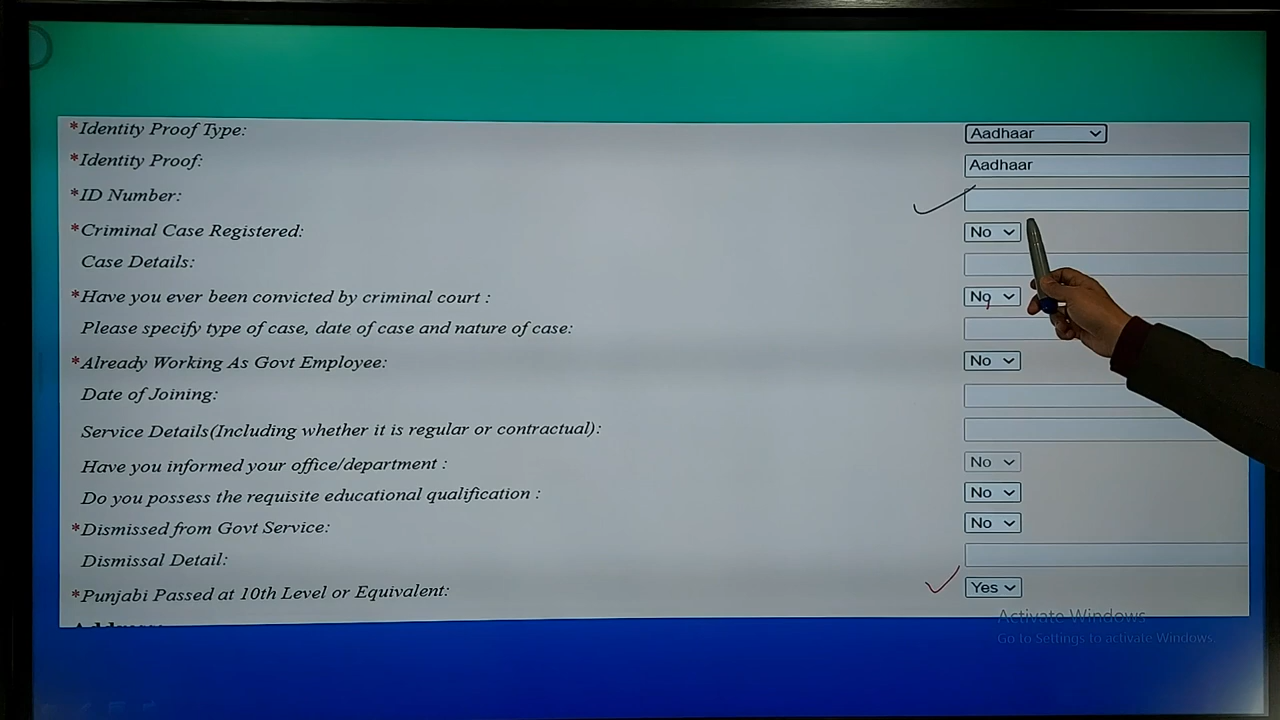 *Identity Proof Type: Aadhaar
*Identity Proof: Aadhaar
*ID Number:
*Criminal Case Registered: No
Case Details:
*Have you ever been convicted by criminal court : No
Please specify type of case, date of case and nature of case:
*Already Working As Govt Employee: No
Date of Joining:
Service Details(Including whether it is regular or contractual):
Have you informed your office/department : No
Do you possess the requisite educational qualification : No
*Dismissed from Govt Service: No
Dismissal Detail:
*Punjabi Passed at 10th Level or Equivalent: Yes
Activate Windows
Go to Settings to activate Windows.